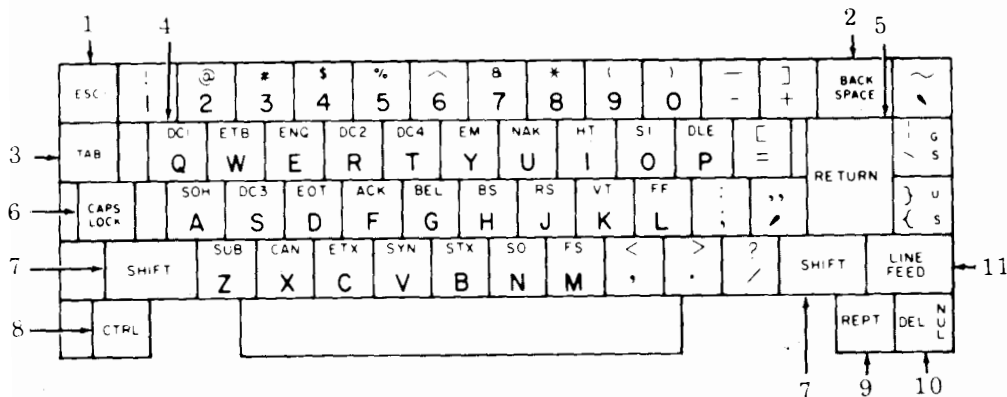 1 4 2 5
! @ # $ % ^ & * ( ) — ] BACK ~
ESC 1 2 3 4 5 6 7 8 9 0 - + SPACE `
DC1 ETB ENG DC2 DC4 EM NAK HT SI DLE [ | G
3 TAB Q W E R T Y U I O P = \ S
RETURN
SOH DC3 EOT ACK BEL BS RS VT FF : ,, } U
6 CAPS LOCK A S D F G H J K L ; , { S
SUB CAN ETX SYN STX SO FS < > ? LINE
7 SHIFT Z X C V B N M , . / SHIFT FEED 11
8 CTRL REPT DEL NUL
7 9 10